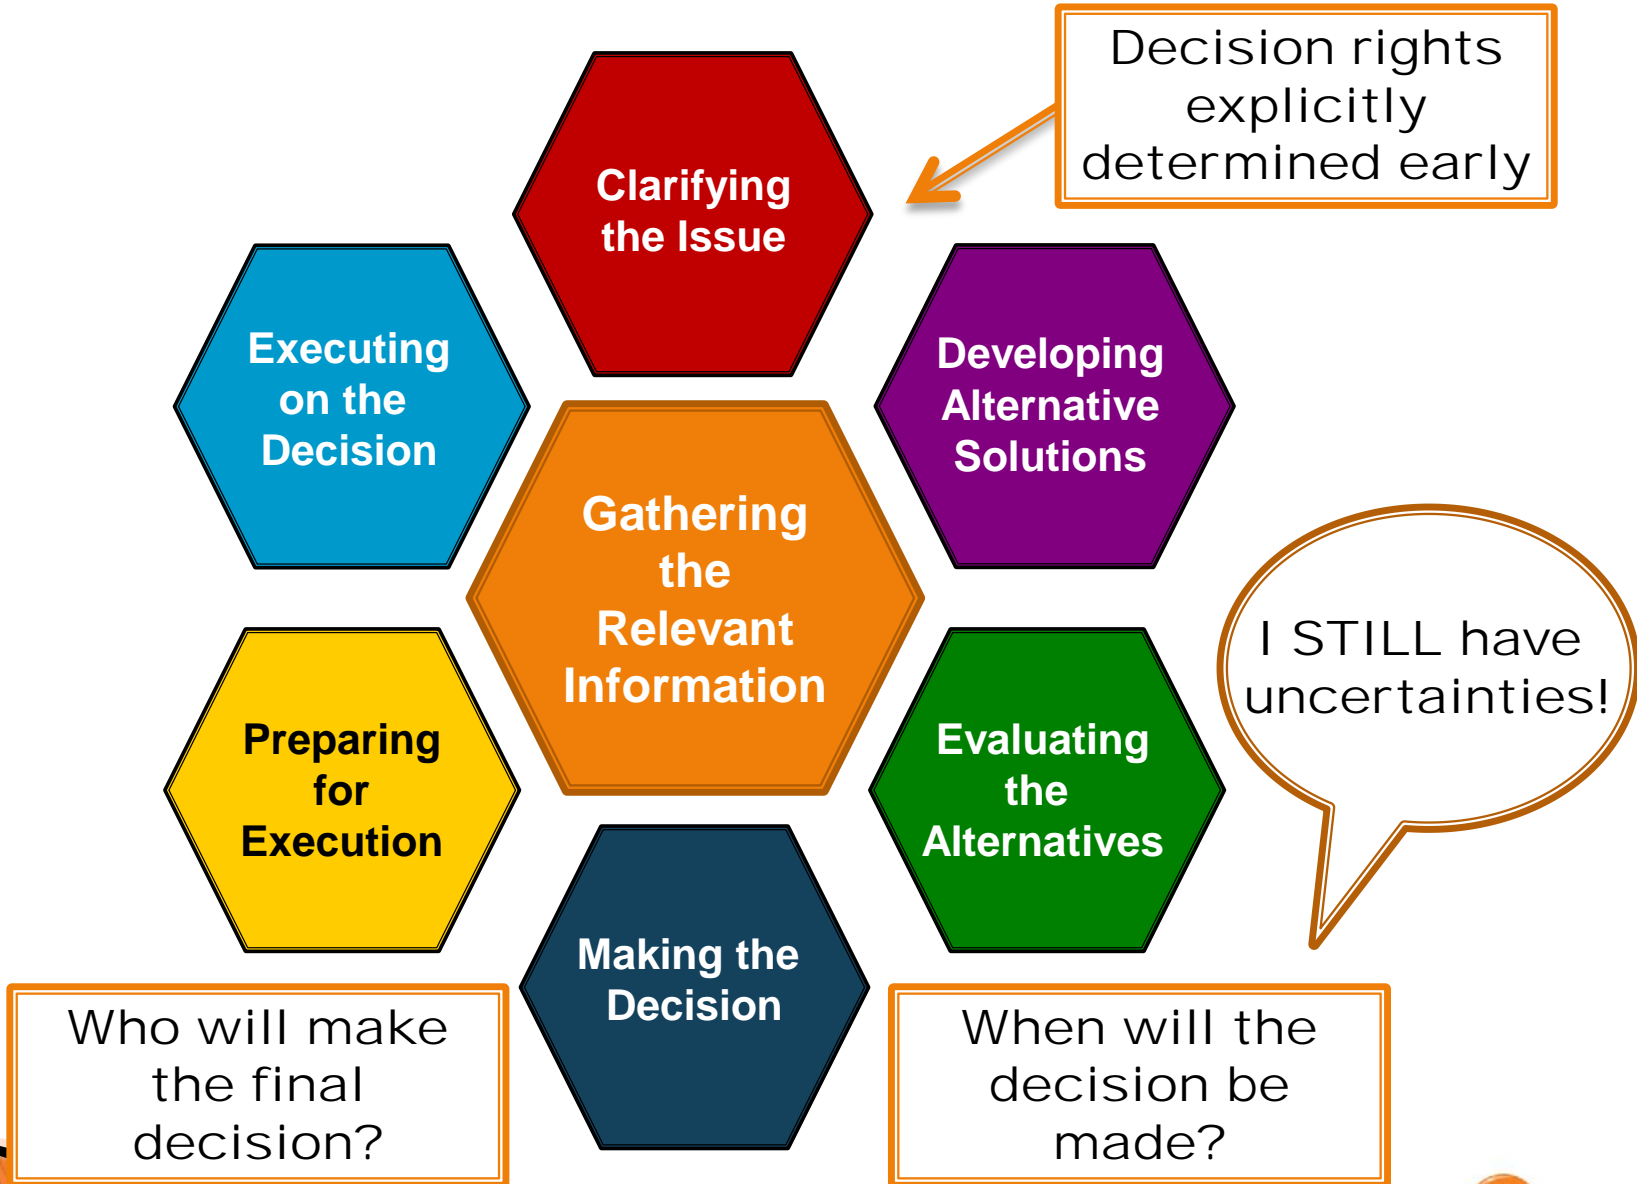 Decision rights
explicitly
determined early
Clarifying
the Issue
Executing
on the
Decision
Developing
Alternative
Solutions
Gathering
the
Relevant
Information
I STILL have
uncertainties!
Preparing
for
Execution
Evaluating
the
Alternatives
Making the
Decision
Who will make
the final
decision?
When will the
decision be
made?